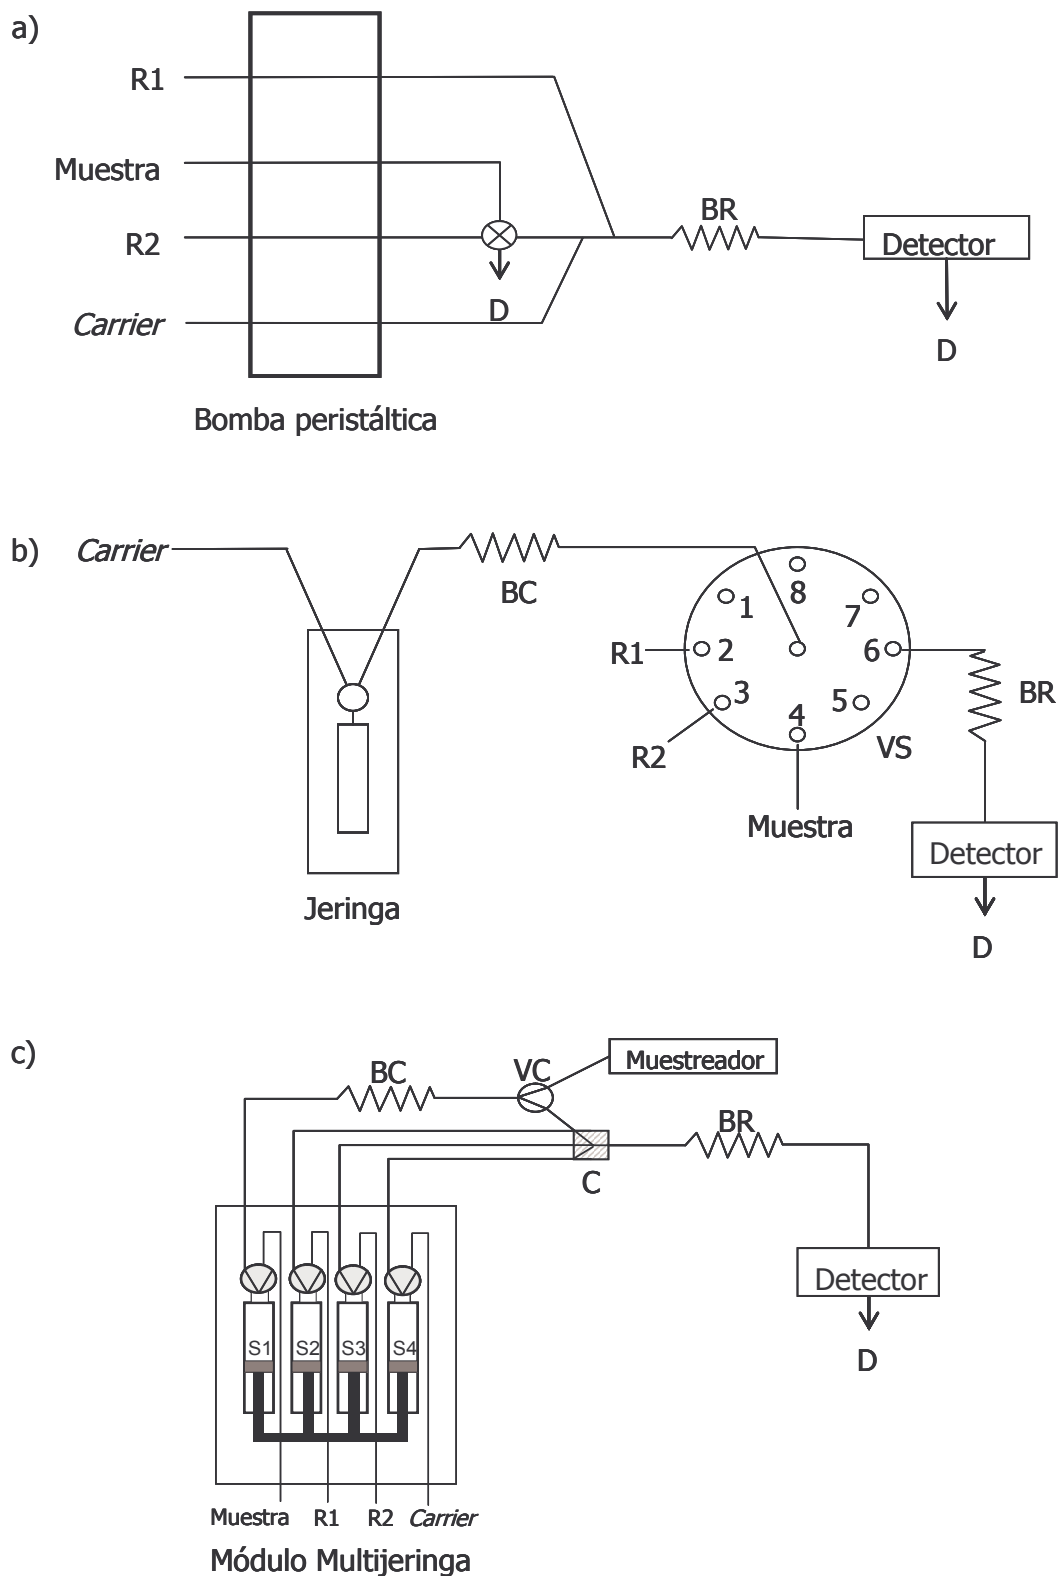 a)
R1
Muestra
R2
Carrier
D
BR
Detector
D
Bomba peristáltica
b)
Carrier
BC
8
1
7
R1
2
6
3
5
4
R2
VS
BR
Muestra
Detector
D
Jeringa
c)
BC
VC
Muestreador
BR
C
S1 S2 S3 S4
Detector
D
Muestra R1 R2 Carrier
Módulo Multijeringa